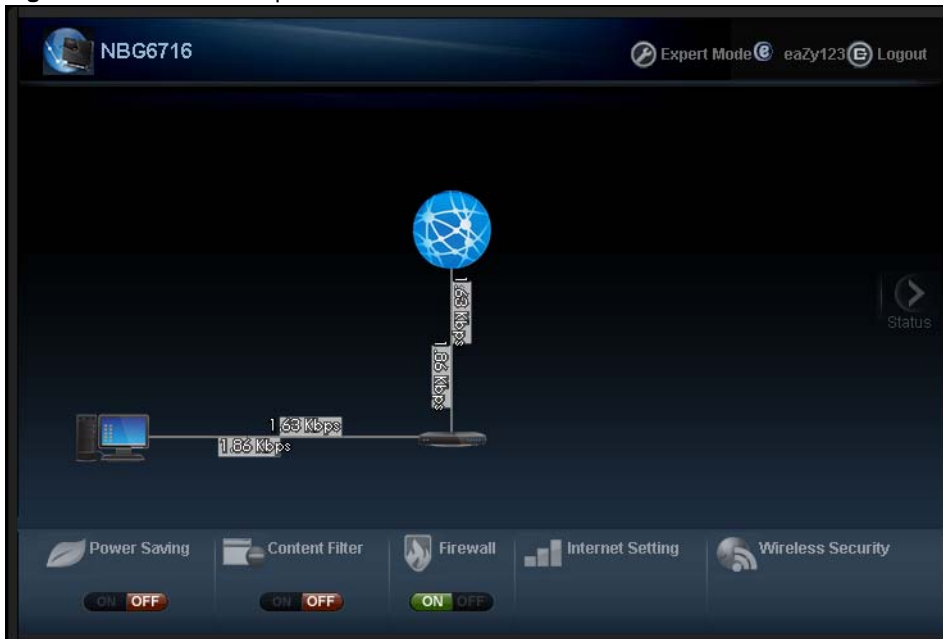 NBG6716
Expert Mode
eaZy123
Logout
1.63 Kbps
1.86 Kbps
Status
1.63 Kbps
1.86 Kbps
Power Saving
Content Filter
Firewall
Internet Setting
Wireless Security
ON OFF
ON OFF
ON OFF